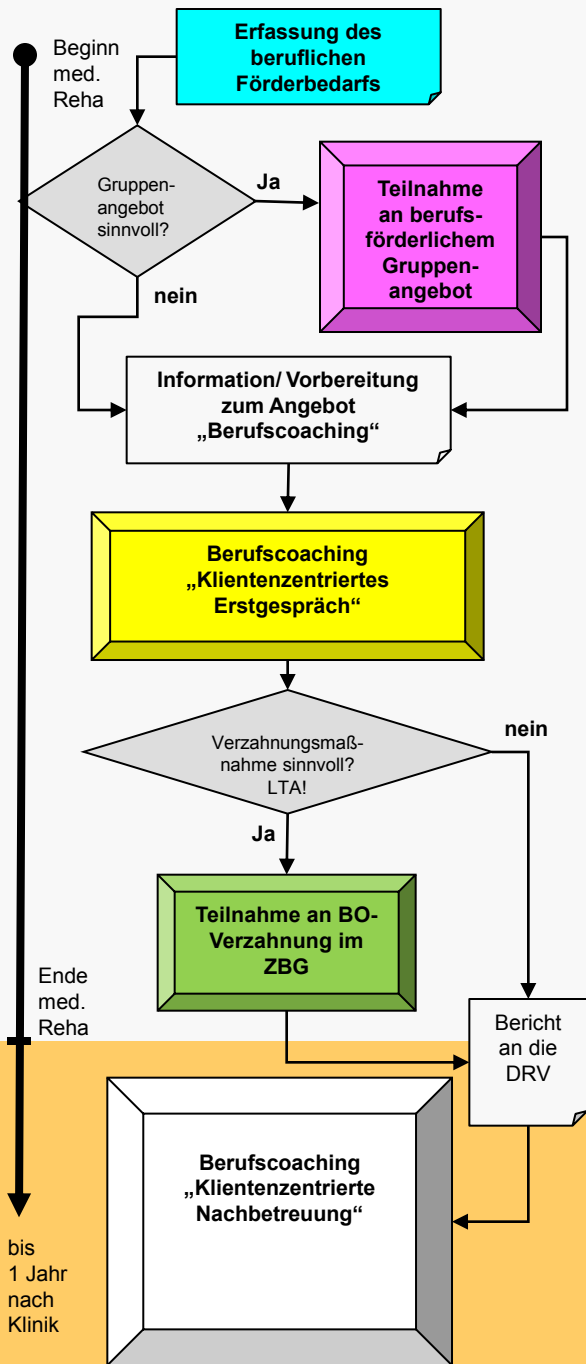 Beginn
med.
Reha
Erfassung des
beruflichen
Förderbedarfs
Gruppen-
angebot
sinnvoll?
Ja
Teilnahme
an berufs-
förderlichem
Gruppen-
angebot
nein
Information/ Vorbereitung
zum Angebot
„Berufscoaching“
Berufscoaching
„Klientenzentriertes
Erstgespräch“
Verzahnungsmaß-
nahme sinnvoll?
LTA!
nein
Ja
Teilnahme an BO-
Verzahnung im
ZBG
Ende
med.
Reha
Bericht
an die
DRV
Berufscoaching
„Klientenzentrierte
Nachbetreuung“
bis
1 Jahr
nach
Klinik